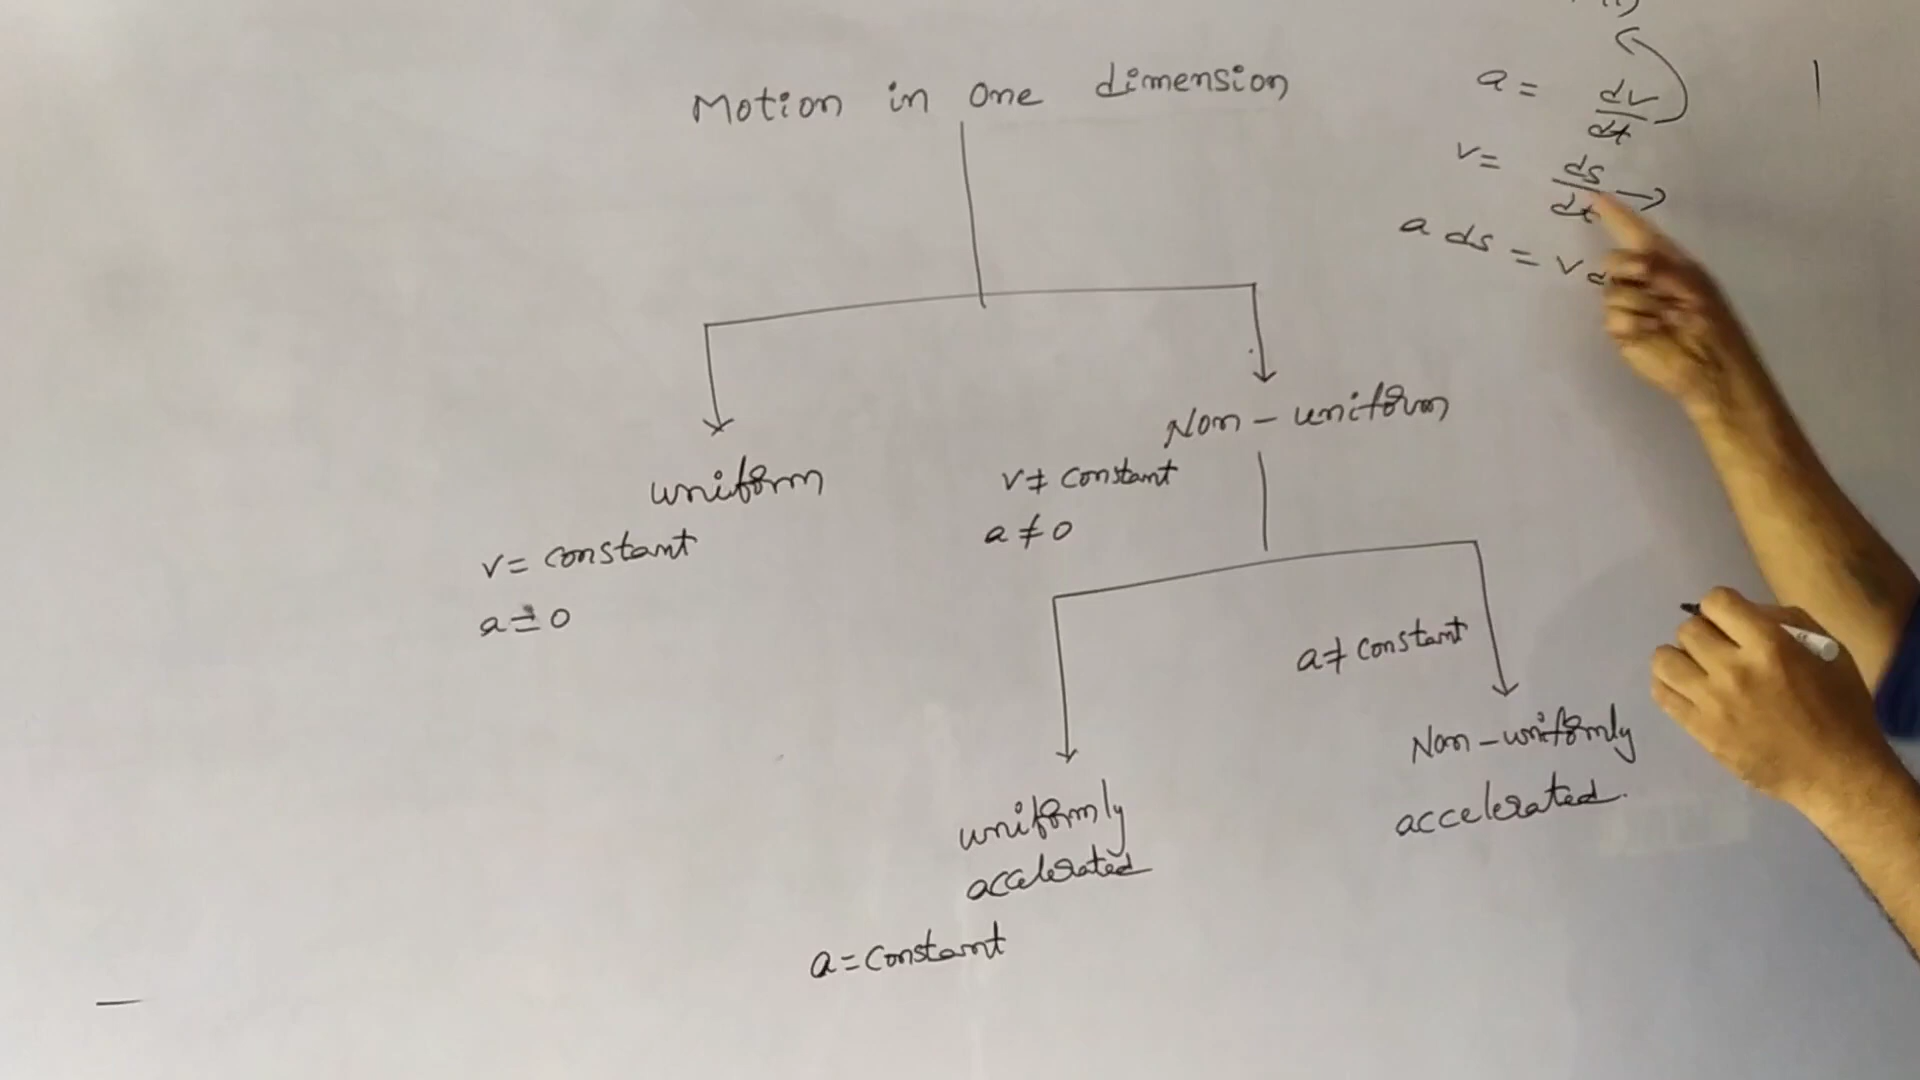 Motion in one dimension
a = dv/dt
v = ds/dt
a ds = v
Non-uniform
uniform
v ≠ constant
a ≠ 0
v = constant
a = 0
a ≠ constant
Non-uniformly
accelerated.
uniformly
accelerated
a = constant